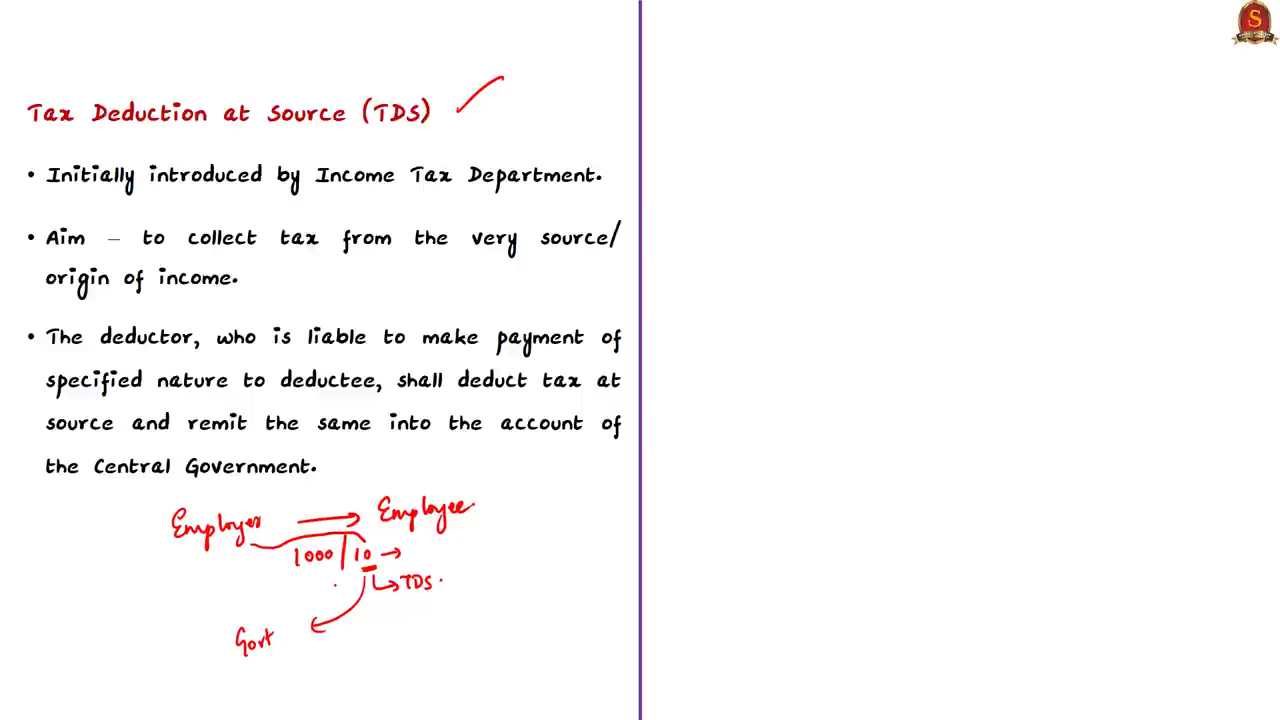 Tax Deduction at Source (TDS)
• Initially introduced by Income Tax Department.
• Aim – to collect tax from the very source/
origin of income.
• The deductor, who is liable to make payment of
specified nature to deductee, shall deduct tax at
source and remit the same into the account of
the Central Government.
Employer → Employee
1000 | 10 →
↳ TDS
Govt
S